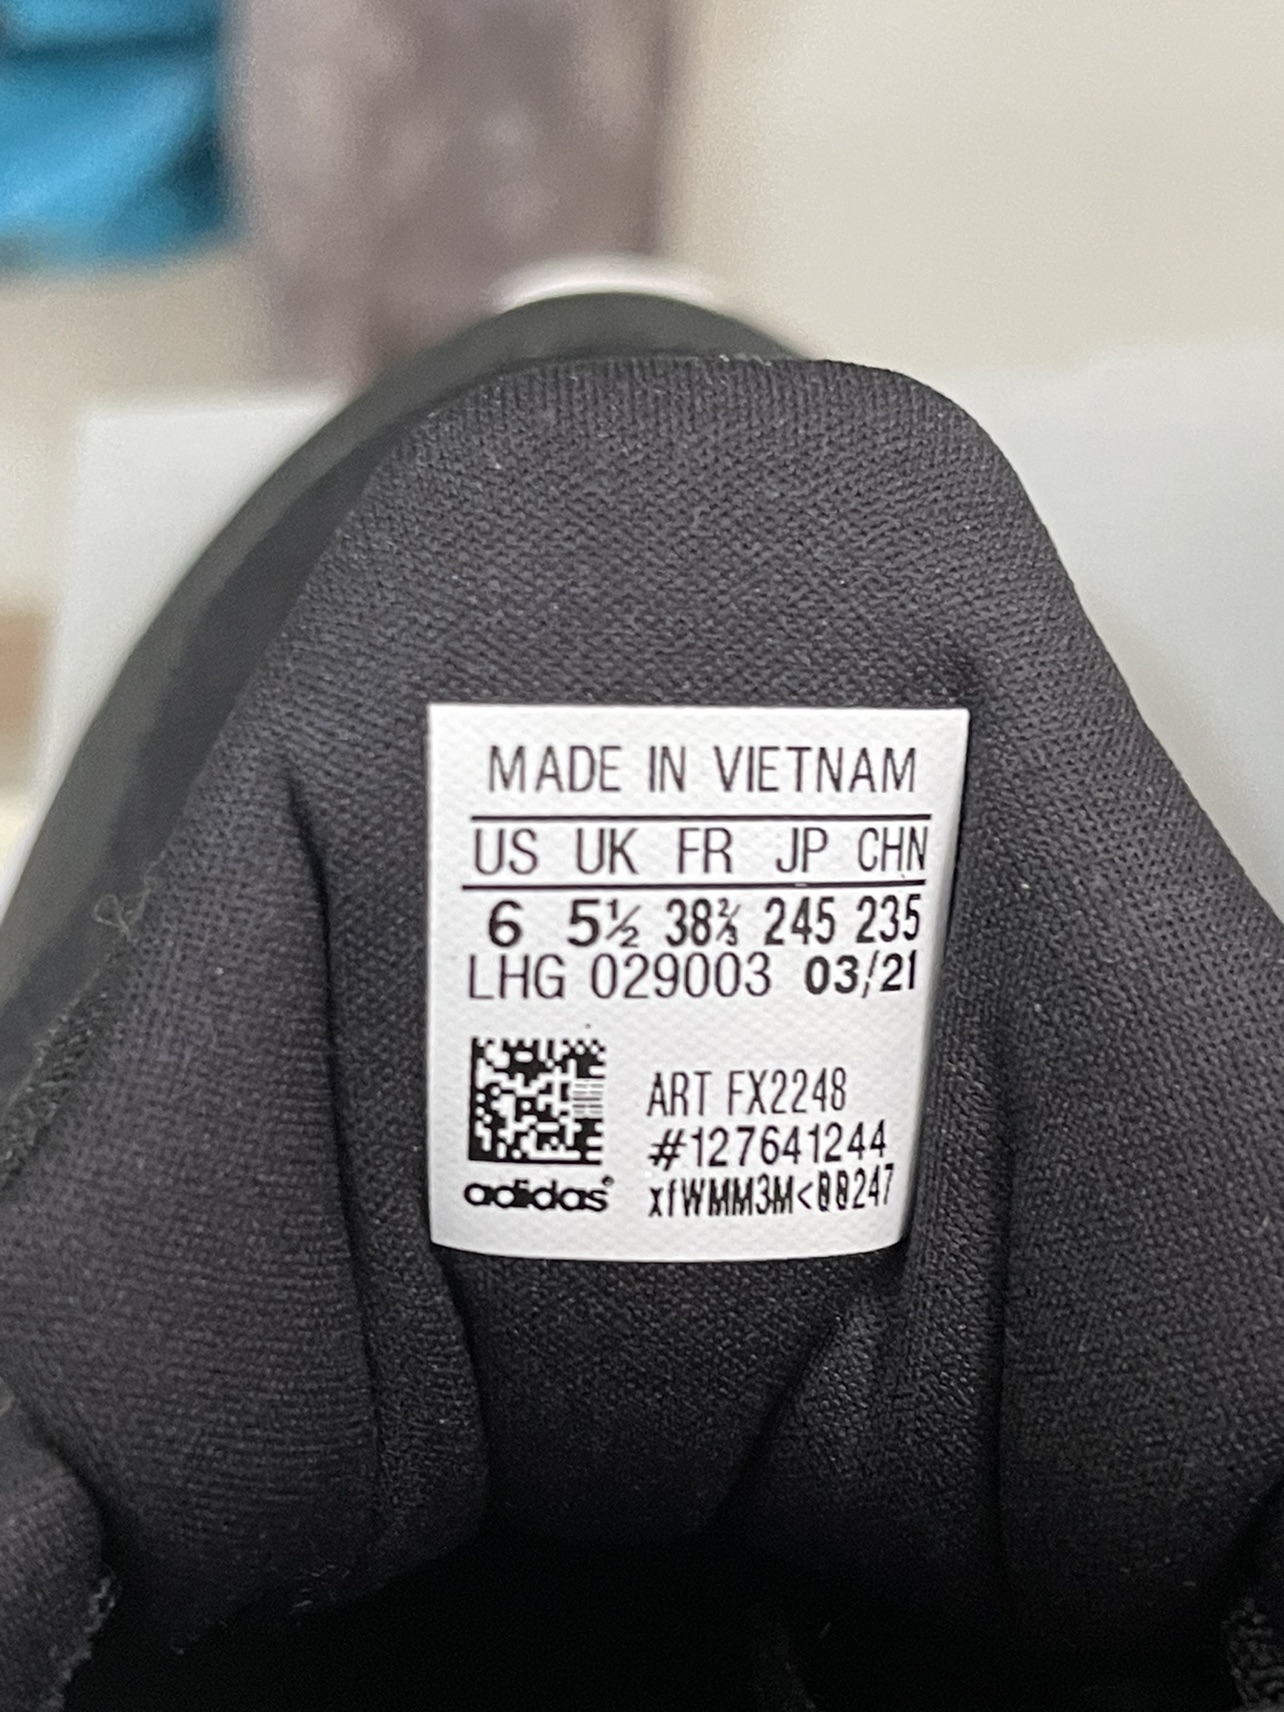 MADE IN VIETNAM
US UK FR JP CHN
6 5½ 38⅔ 245 235
LHG 029003 03/21
ART FX2248
#127641244
adidas®